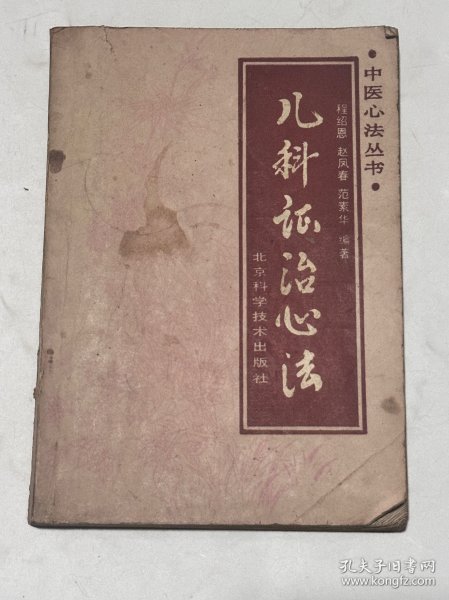 •中医心法丛书•
程绍恩 赵凤春 范素华 编著
儿科证治心法
北京科学技术出版社
孔夫子旧书网
www.kongfz.com